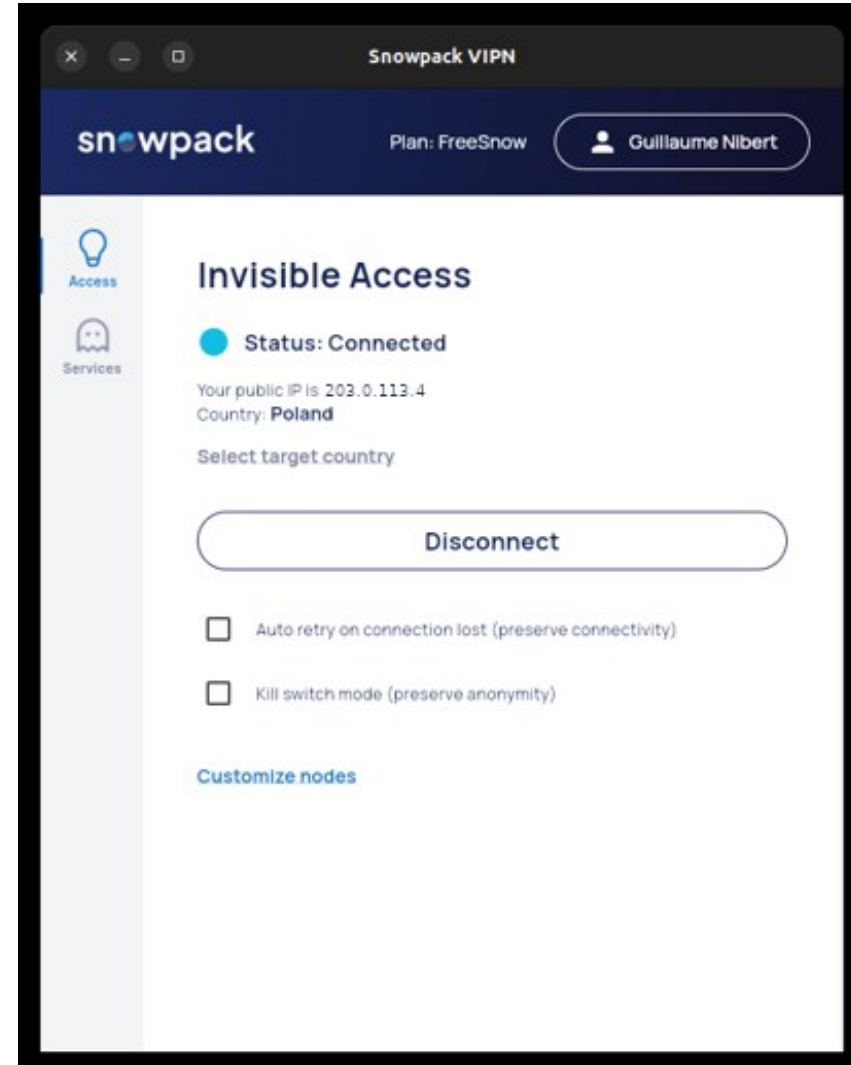 Snowpack VIPN
snowpack
Plan: FreeSnow
Guillaume Nibert
Access
Services
Invisible Access
Status: Connected
Your public IP is 203.0.113.4
Country: Poland
Select target country
Disconnect
Auto retry on connection lost (preserve connectivity)
Kill switch mode (preserve anonymity)
Customize nodes